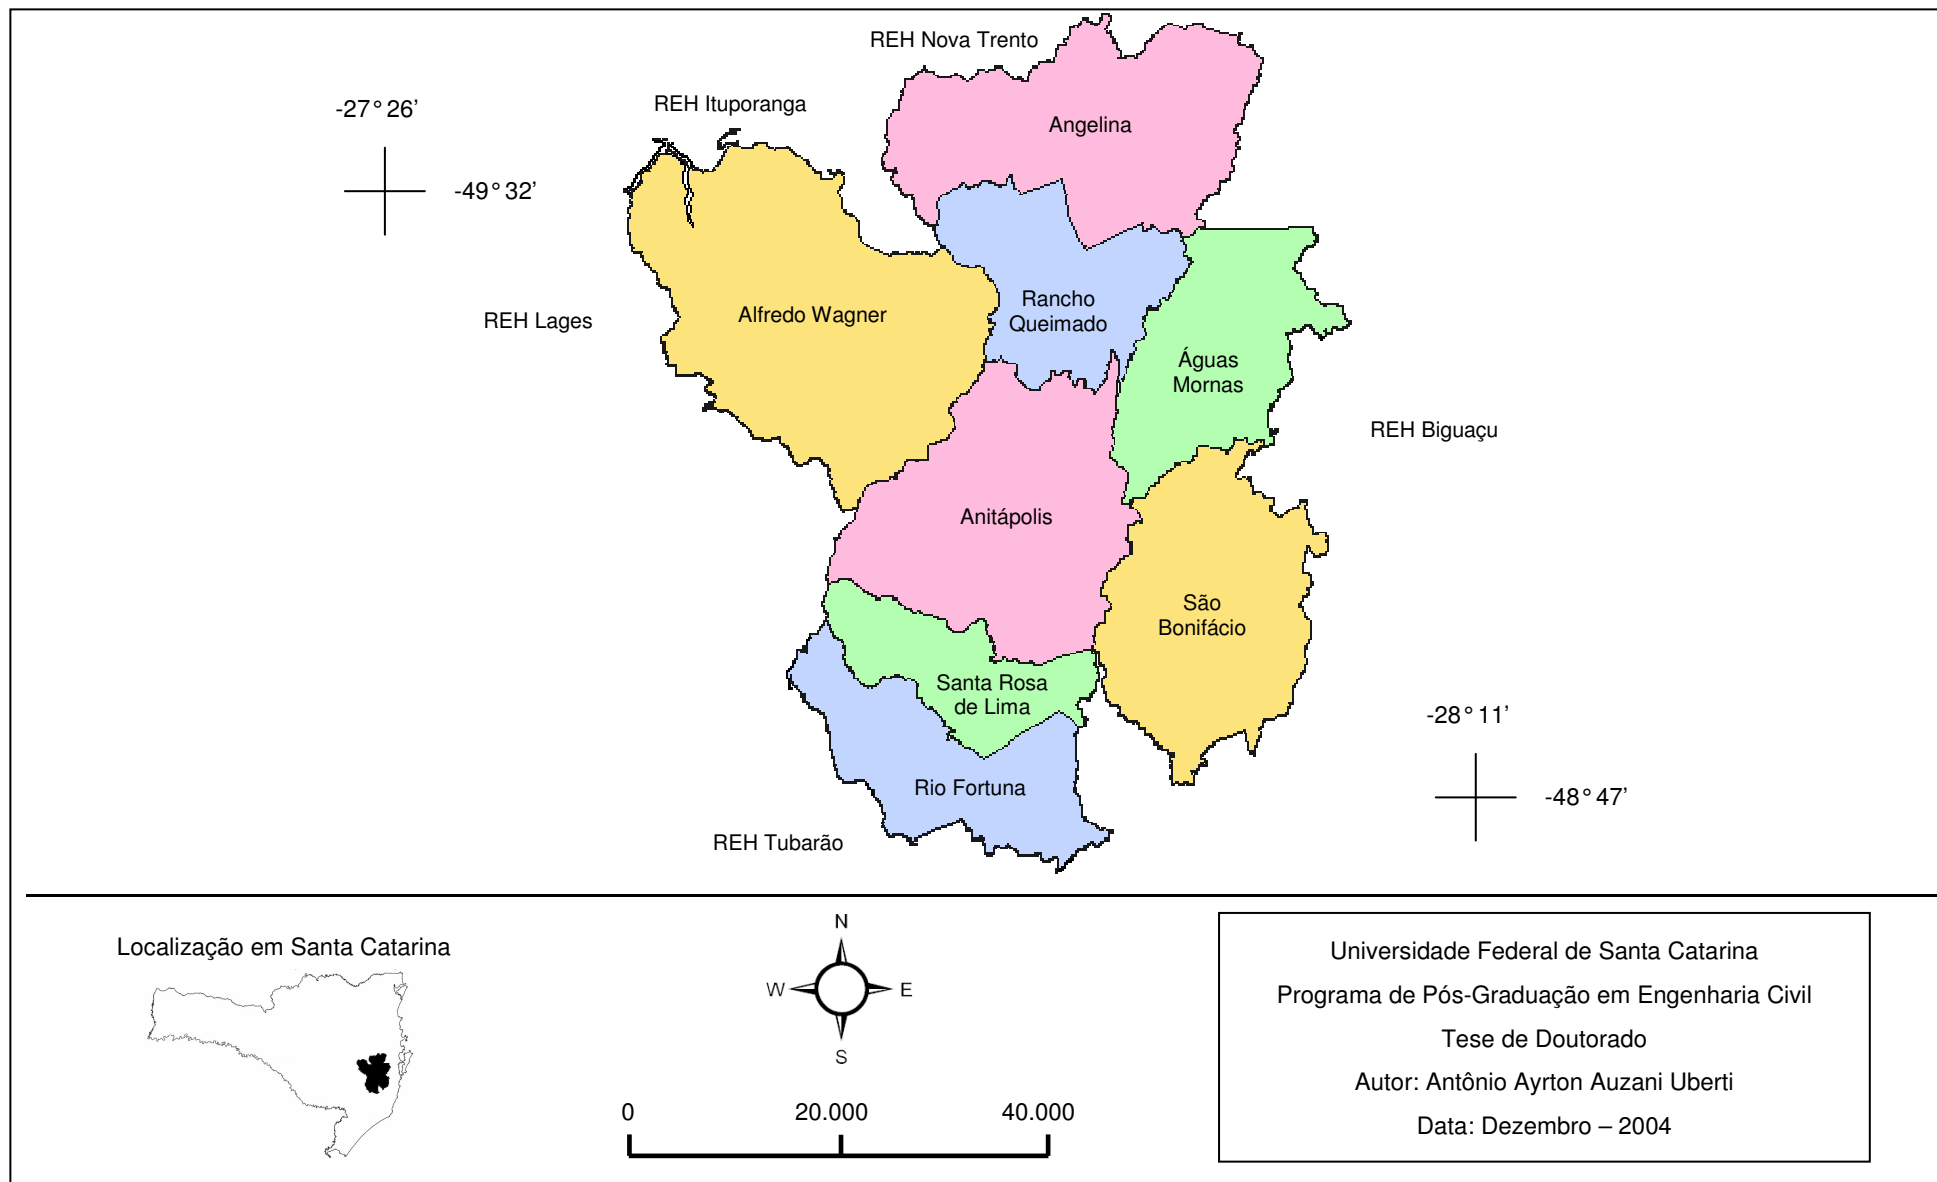 REH Nova Trento
REH Ituporanga
-27° 26’
-49° 32’
Angelina
REH Lages
Alfredo Wagner
Rancho
Queimado
Águas
Mornas
REH Biguaçu
Anitápolis
São
Bonifácio
Santa Rosa
de Lima
-28° 11’
-48° 47’
Rio Fortuna
REH Tubarão
Localização em Santa Catarina
N
W
E
S
0
20.000
40.000
Universidade Federal de Santa Catarina
Programa de Pós-Graduação em Engenharia Civil
Tese de Doutorado
Autor: Antônio Ayrton Auzani Uberti
Data: Dezembro – 2004